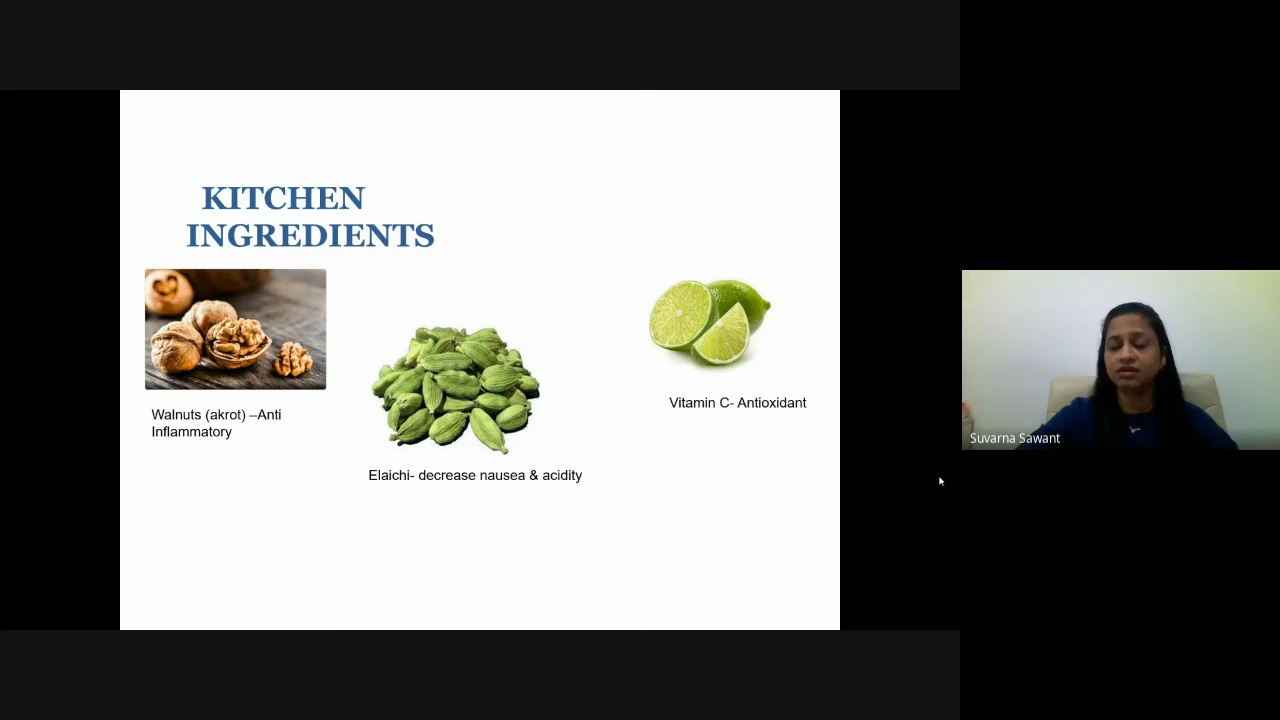 KITCHEN
INGREDIENTS
Walnuts (akrot) –Anti
Inflammatory
Elaichi- decrease nausea & acidity
Vitamin C- Antioxidant
Suvarna Sawant